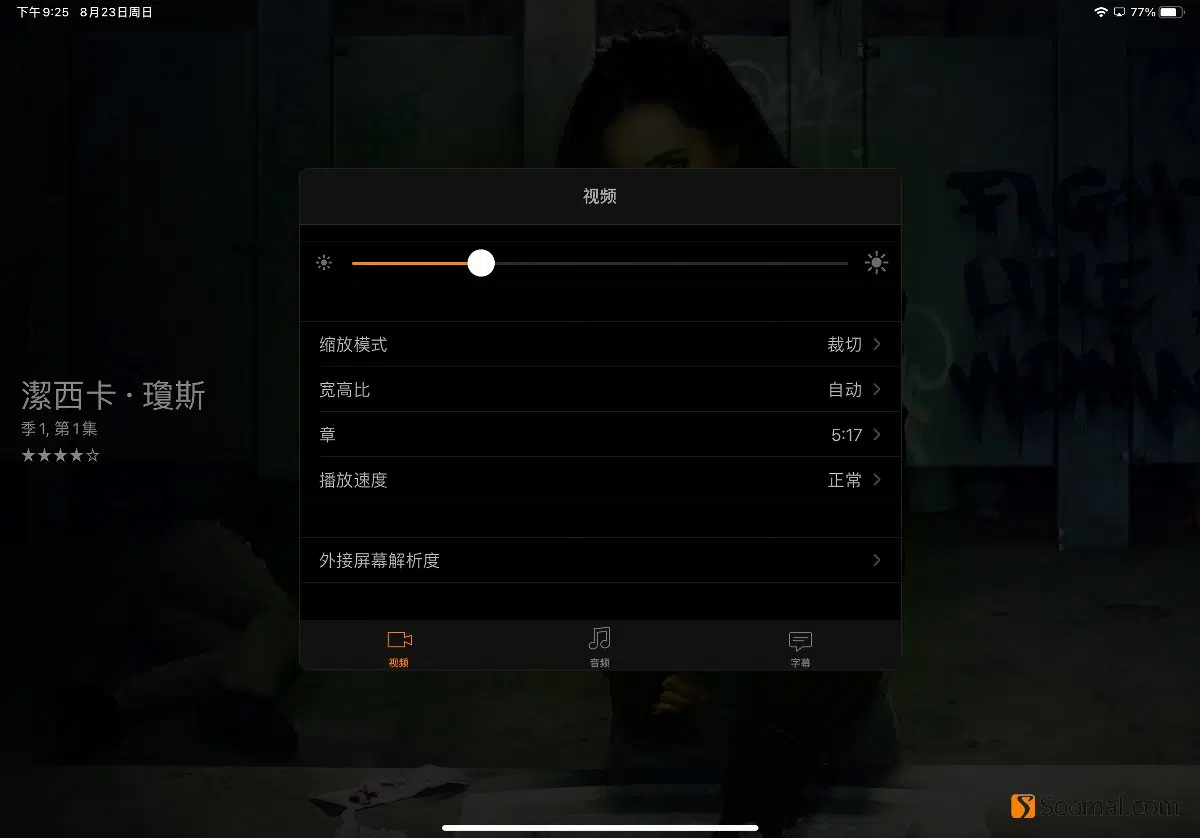 下午9:25 8月23日周日
77%
视频
缩放模式 裁切
宽高比 自动
章 5:17
播放速度 正常
外接屏幕解析度
视频 音频 字幕
潔西卡·瓊斯
季1, 第1集
★★★★☆
FIGHT
LIKE
WOMAN
Soomal.com